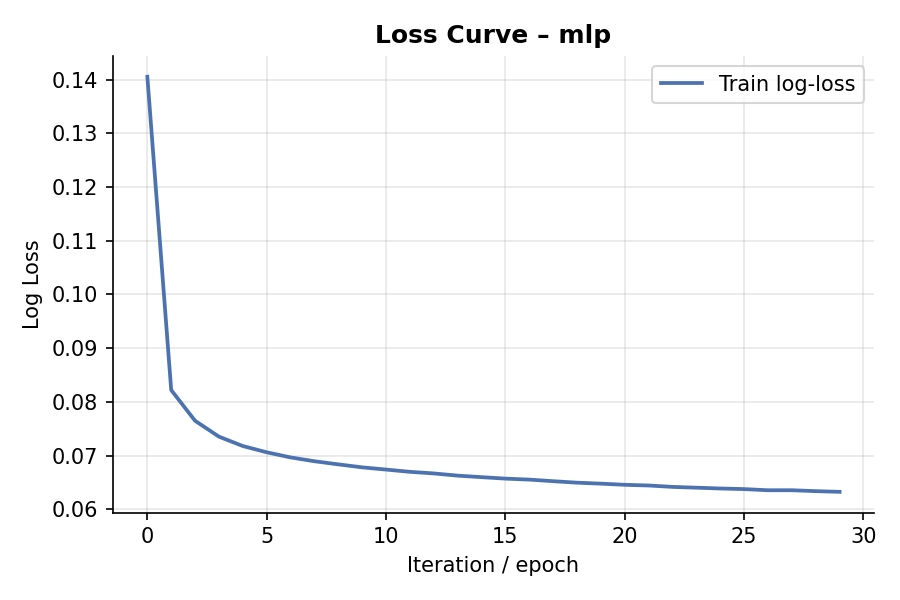 Loss Curve – mlp
Train log-loss
Log Loss
0.14
0.13
0.12
0.11
0.10
0.09
0.08
0.07
0.06
0 5 10 15 20 25 30
Iteration / epoch